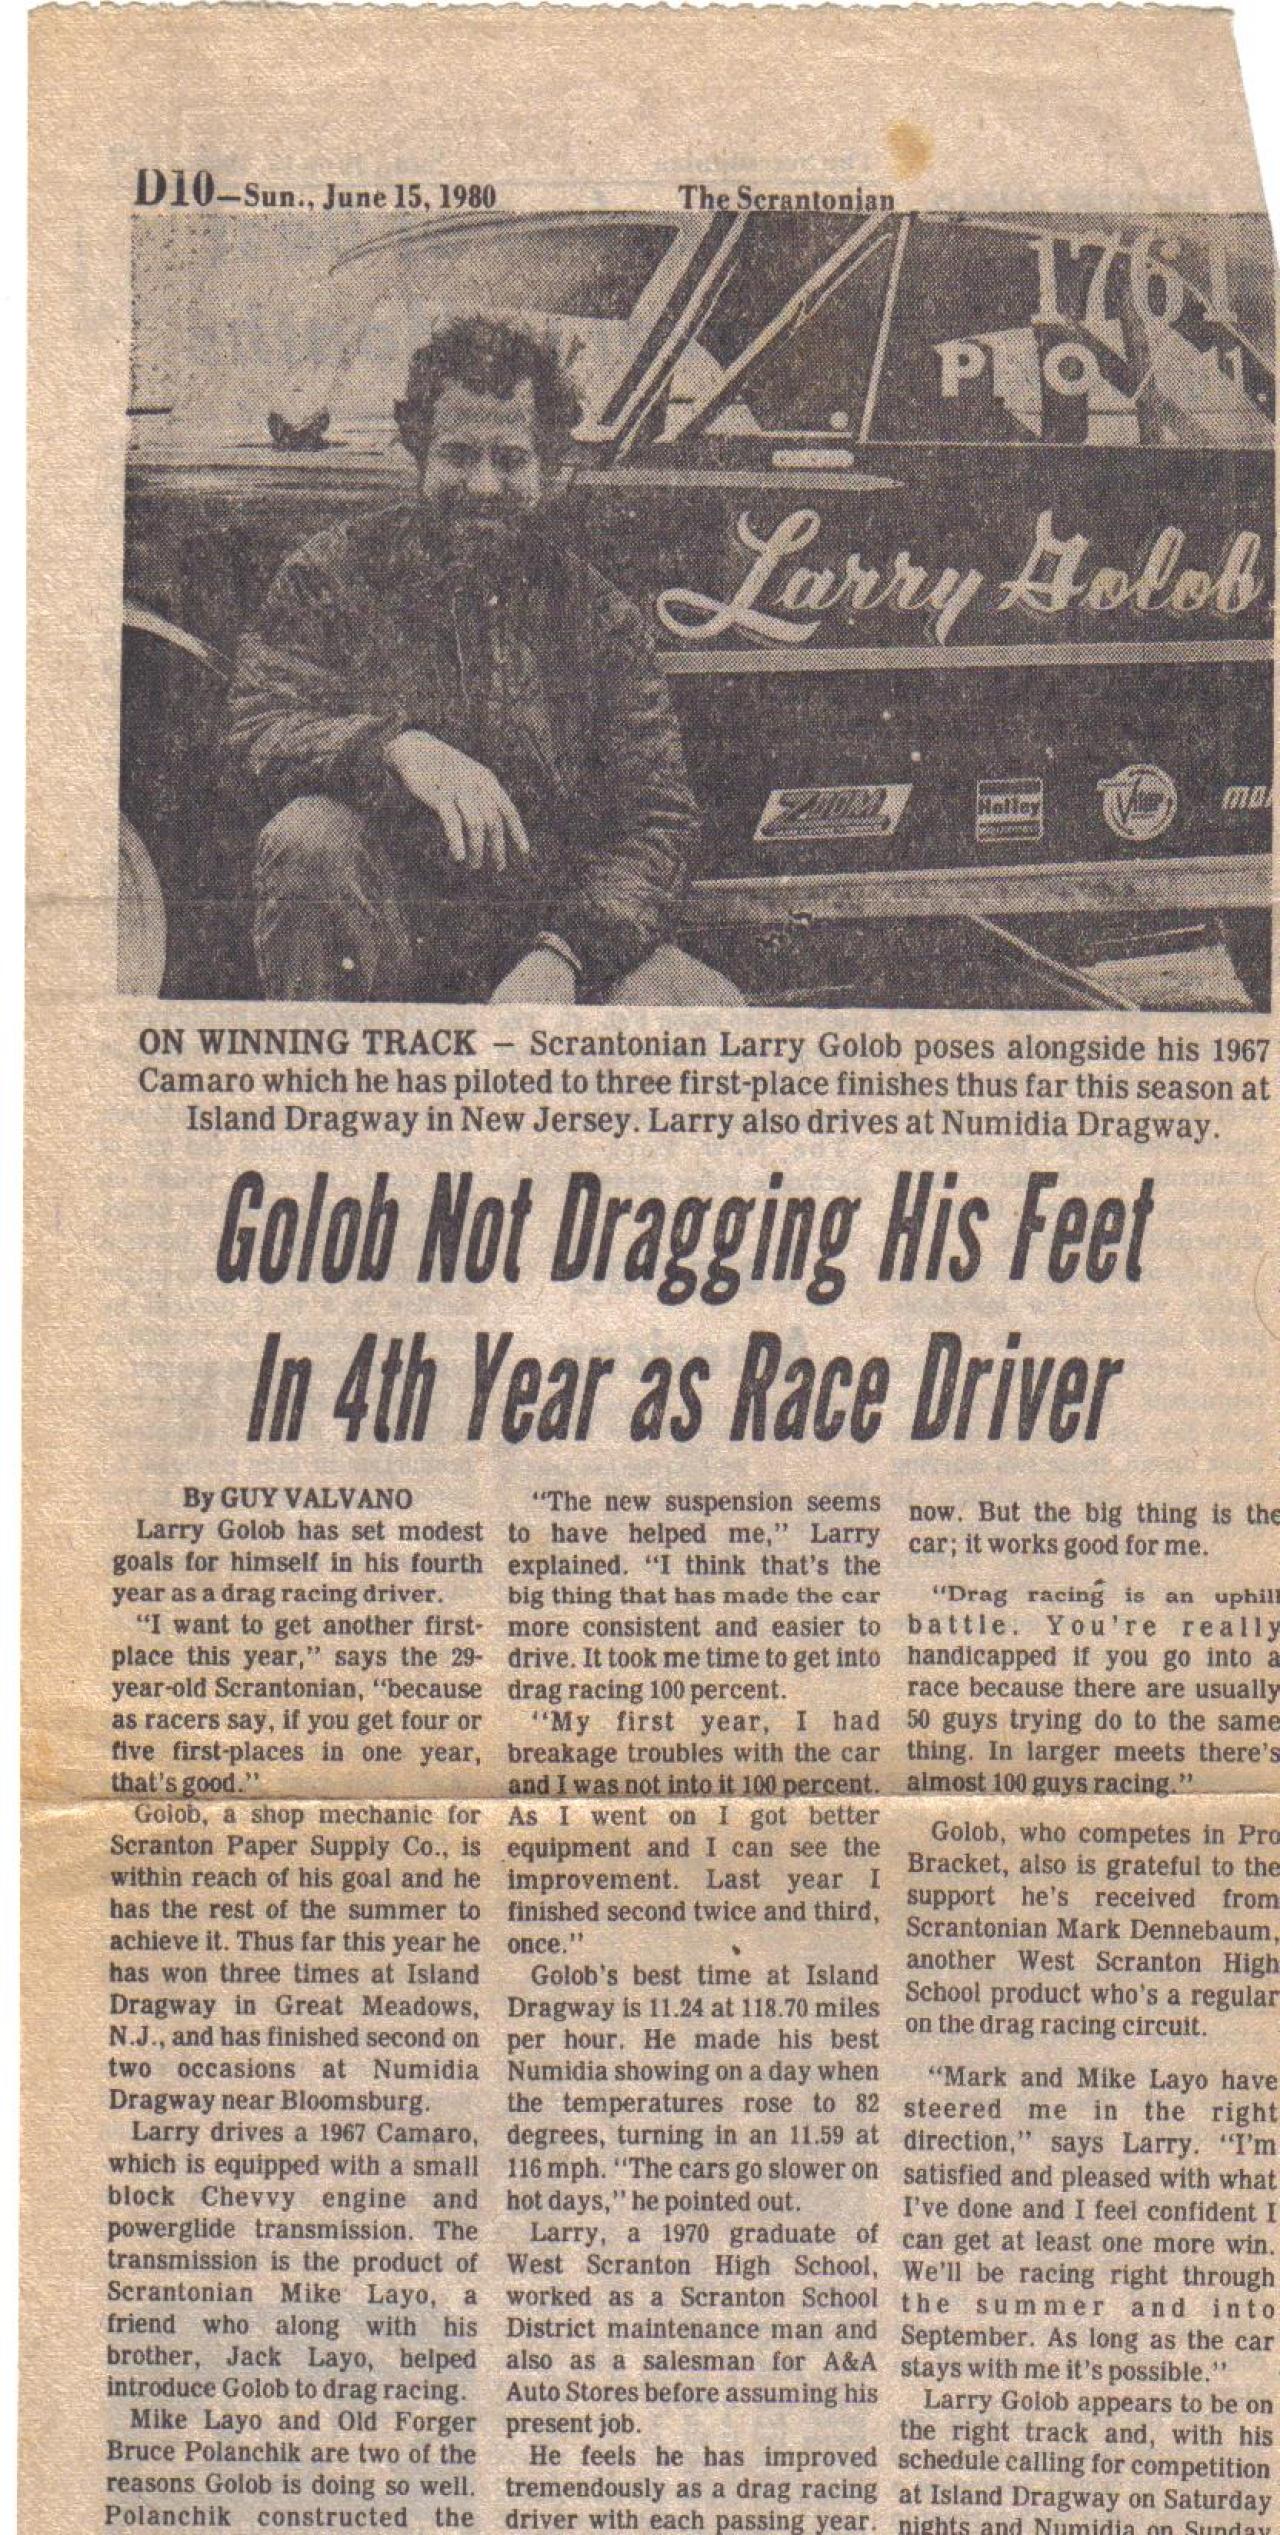 D10—Sun., June 15, 1980 The Scrantonian
1761
PRO
Larry Golob
ZOOM
Holley
mo
ON WINNING TRACK — Scrantonian Larry Golob poses alongside his 1967
Camaro which he has piloted to three first-place finishes thus far this season at
Island Dragway in New Jersey. Larry also drives at Numidia Dragway.
Golob Not Dragging His Feet
In 4th Year as Race Driver
By GUY VALVANO
Larry Golob has set modest
goals for himself in his fourth
year as a drag racing driver.
“I want to get another first-
place this year,” says the 29-
year-old Scrantonian, “because
as racers say, if you get four or
five first-places in one year,
that's good.”
Golob, a shop mechanic for
Scranton Paper Supply Co., is
within reach of his goal and he
has the rest of the summer to
achieve it. Thus far this year he
has won three times at Island
Dragway in Great Meadows,
N.J., and has finished second on
two occasions at Numidia
Dragway near Bloomsburg.
Larry drives a 1967 Camaro,
which is equipped with a small
block Chevvy engine and
powerglide transmission. The
transmission is the product of
Scrantonian Mike Layo, a
friend who along with his
brother, Jack Layo, helped
introduce Golob to drag racing.
Mike Layo and Old Forger
Bruce Polanchik are two of the
reasons Golob is doing so well.
Polanchik constructed the
“The new suspension seems
to have helped me,” Larry
explained. “I think that's the
big thing that has made the car
more consistent and easier to
drive. It took me time to get into
drag racing 100 percent.
“My first year, I had
breakage troubles with the car
and I was not into it 100 percent.
As I went on I got better
equipment and I can see the
improvement. Last year I
finished second twice and third,
once.”
Golob's best time at Island
Dragway is 11.24 at 118.70 miles
per hour. He made his best
Numidia showing on a day when
the temperatures rose to 82
degrees, turning in an 11.59 at
116 mph. “The cars go slower on
hot days,” he pointed out.
Larry, a 1970 graduate of
West Scranton High School,
worked as a Scranton School
District maintenance man and
also as a salesman for A&A
Auto Stores before assuming his
present job.
He feels he has improved
tremendously as a drag racing
driver with each passing year.
now. But the big thing is the
car; it works good for me.
“Drag racing is an uphill
battle. You're really
handicapped if you go into a
race because there are usually
50 guys trying do to the same
thing. In larger meets there's
almost 100 guys racing.”
Golob, who competes in Pro
Bracket, also is grateful to the
support he's received from
Scrantonian Mark Dennebaum,
another West Scranton High
School product who's a regular
on the drag racing circuit.
“Mark and Mike Layo have
steered me in the right
direction,” says Larry. “I'm
satisfied and pleased with what
I've done and I feel confident I
can get at least one more win.
We'll be racing right through
the summer and into
September. As long as the car
stays with me it's possible.”
Larry Golob appears to be on
the right track and, with his
schedule calling for competition
at Island Dragway on Saturday
nights and Numidia on Sunday